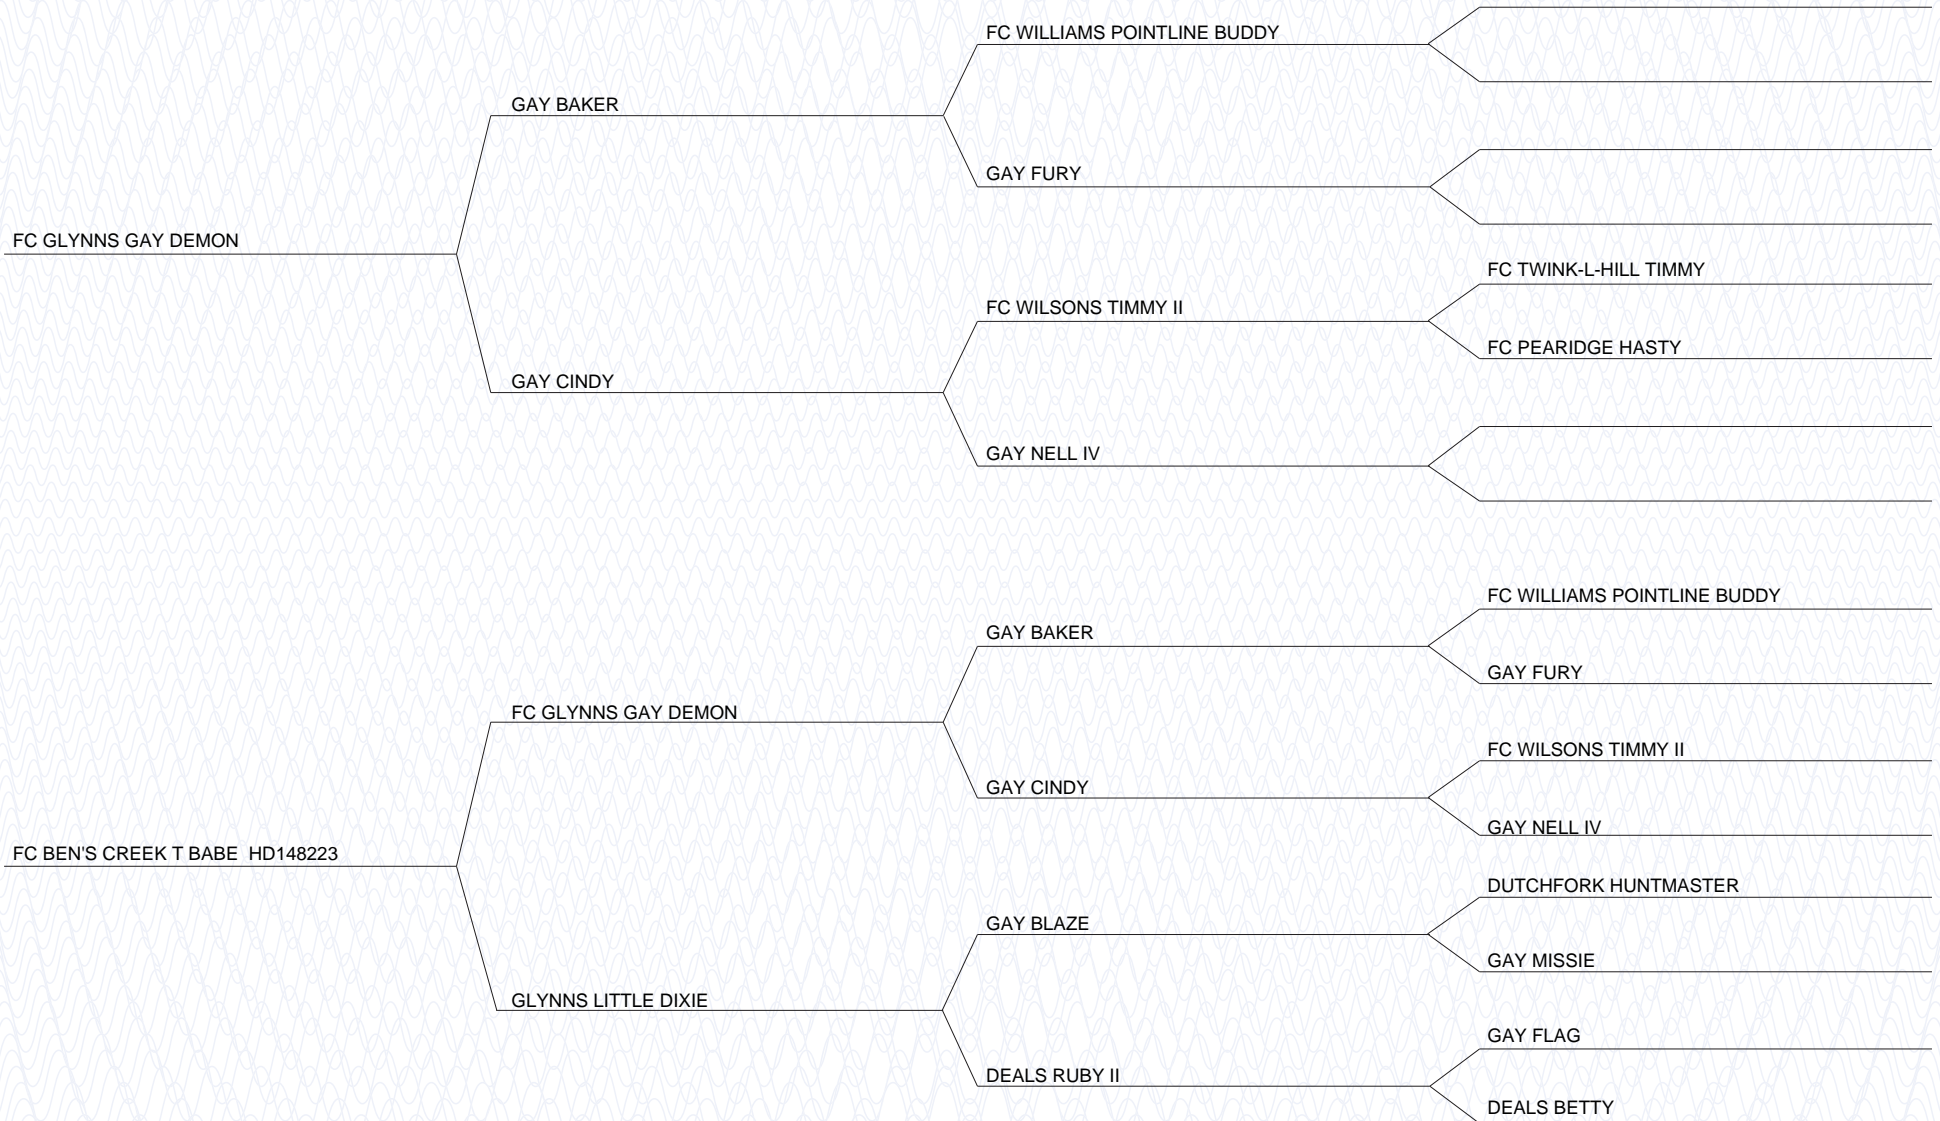 FC WILLIAMS POINTLINE BUDDY
GAY BAKER
GAY FURY
FC GLYNNS GAY DEMON
FC TWINK-L-HILL TIMMY
FC WILSONS TIMMY II
FC PEARIDGE HASTY
GAY CINDY
GAY NELL IV
FC WILLIAMS POINTLINE BUDDY
GAY BAKER
GAY FURY
FC GLYNNS GAY DEMON
FC WILSONS TIMMY II
GAY CINDY
GAY NELL IV
FC BEN'S CREEK T BABE  HD148223
DUTCHFORK HUNTMASTER
GAY BLAZE
GAY MISSIE
GLYNNS LITTLE DIXIE
GAY FLAG
DEALS RUBY II
DEALS BETTY